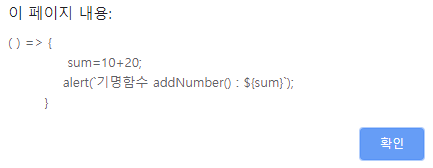 이 페이지 내용:
( ) => {
sum=10+20;
alert(`기명함수 addNumber() : ${sum}`);
}
확인